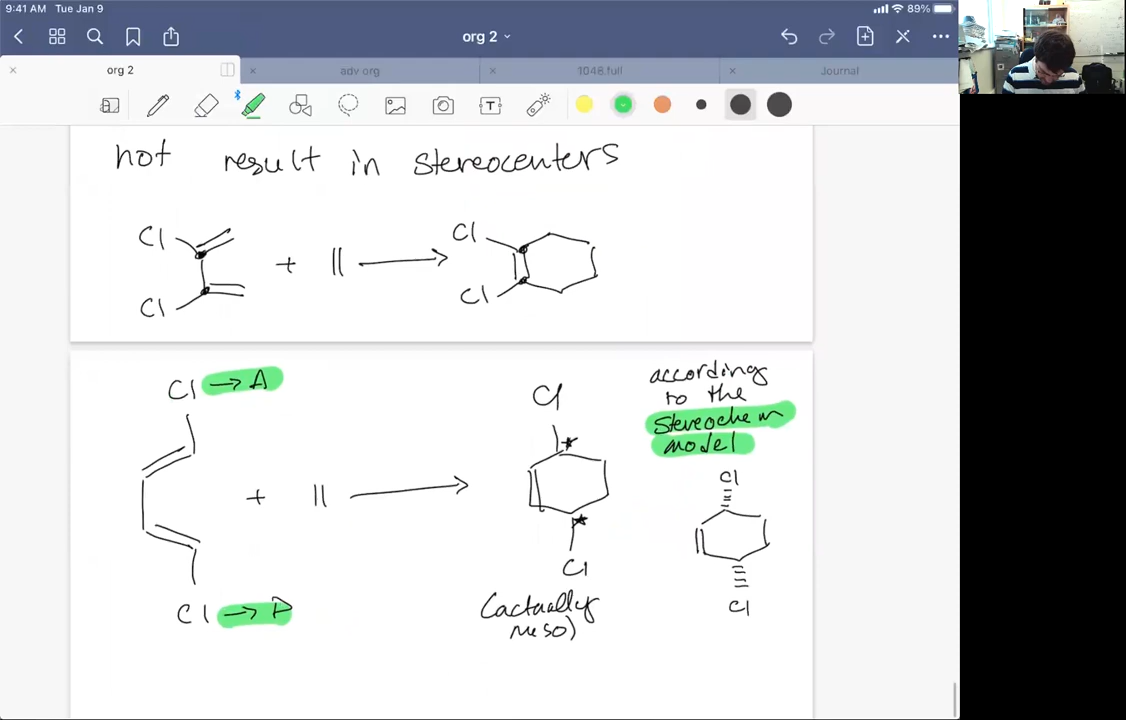 9:41 AM Tue Jan 9
89%
org 2
org 2
adv org
1048.full
Journal
T
not result in stereocenters
Cl
Cl
+
Cl
Cl
Cl → A
Cl → A
+
Cl
Cl
(actually
meso)
according
to the
Stereochem
model
Cl
Cl